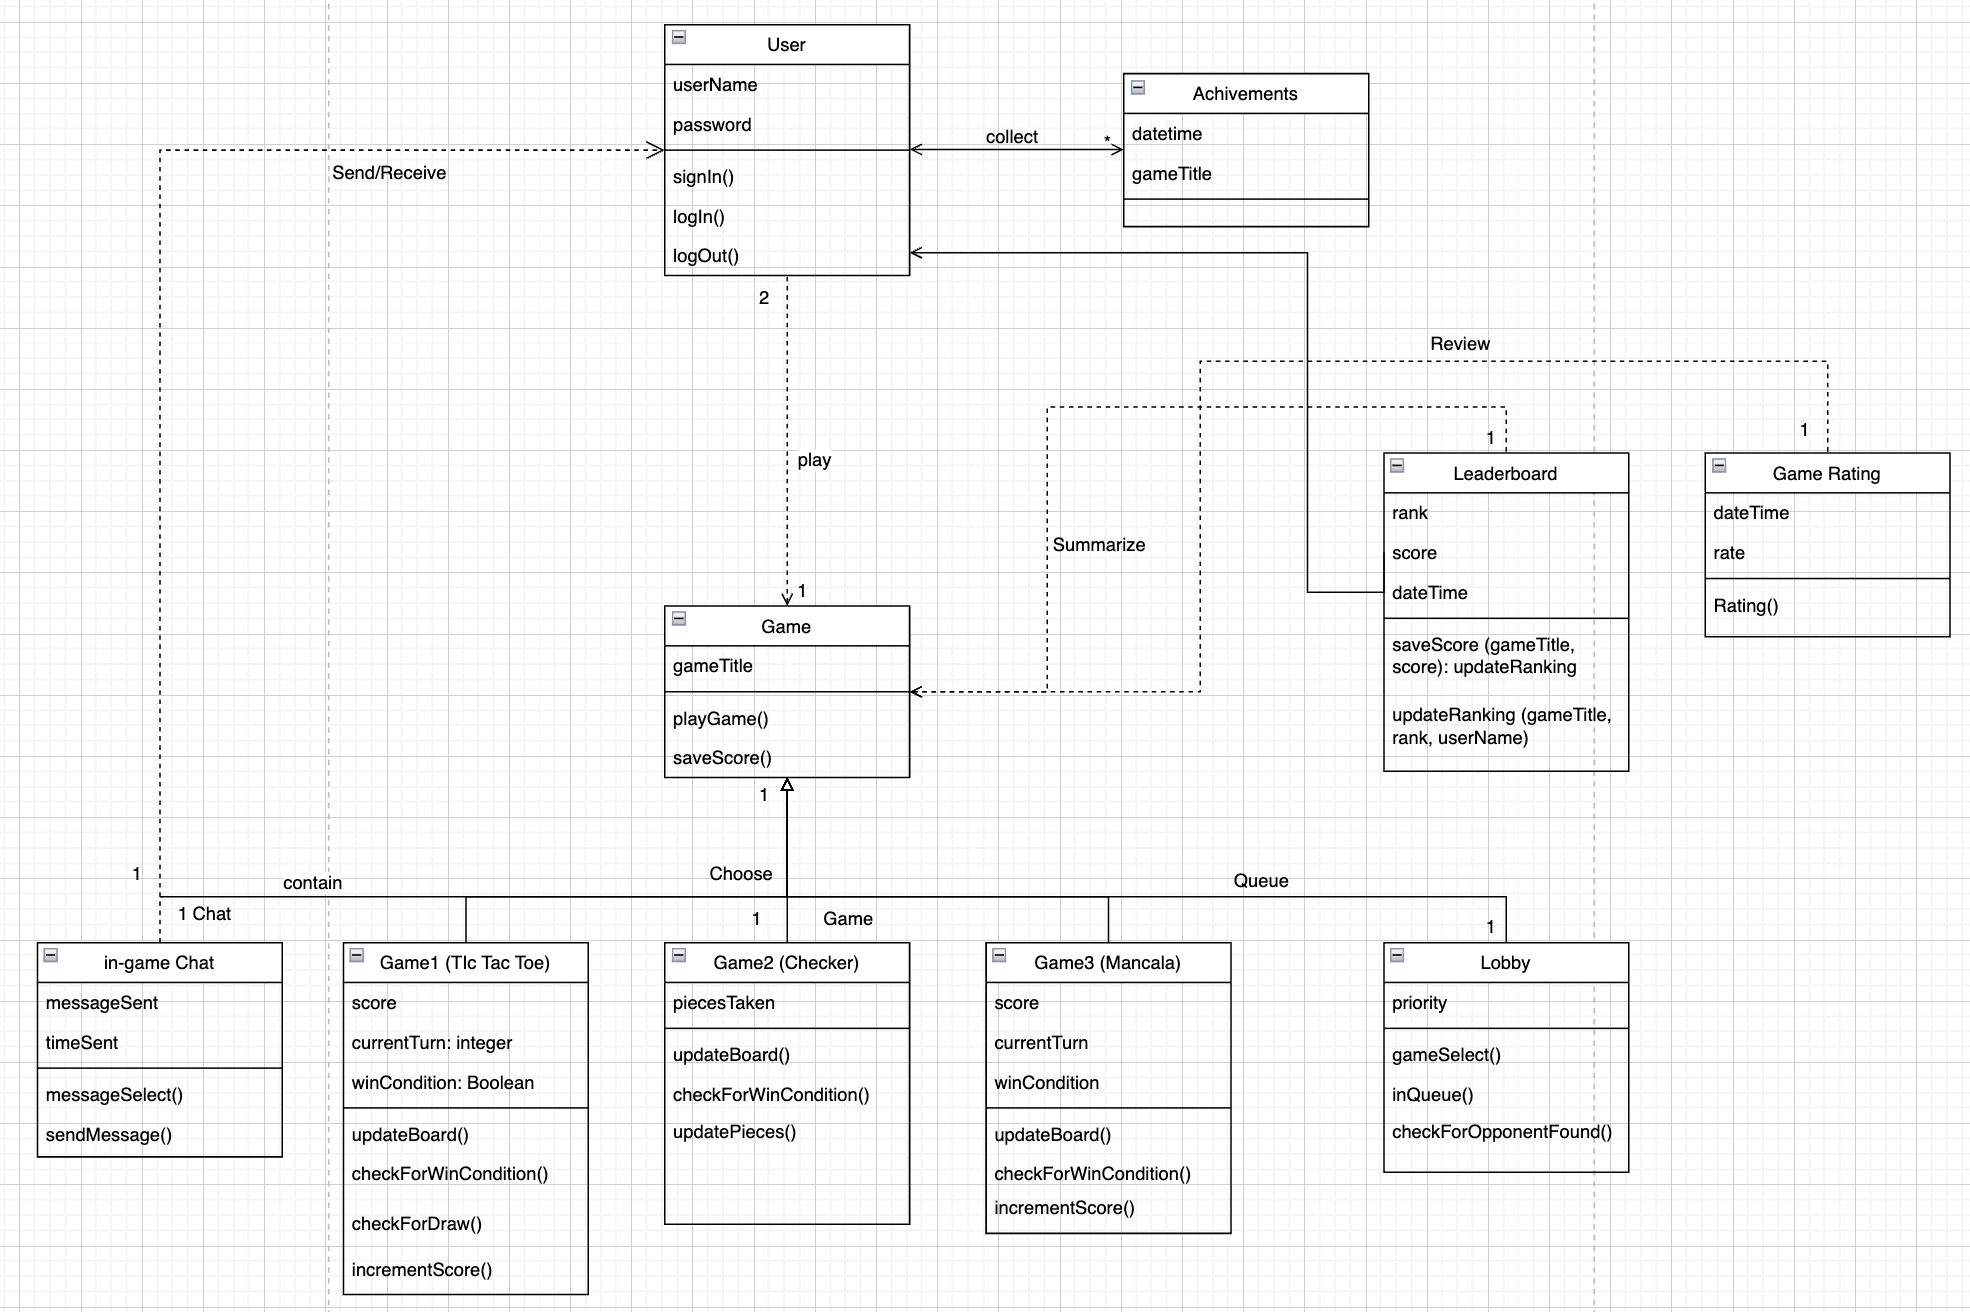 User
userName
password
signIn()
logIn()
logOut()
Achivements
datetime
gameTitle
collect
*
Send/Receive
2
play
1
Review
Summarize
1
1
Leaderboard
rank
score
dateTime
saveScore (gameTitle,
score): updateRanking
updateRanking (gameTitle,
rank, userName)
Game Rating
dateTime
rate
Rating()
Game
gameTitle
playGame()
saveScore()
1
1
contain
Choose
Queue
1 Chat
1
Game
1
in-game Chat
messageSent
timeSent
messageSelect()
sendMessage()
Game1 (TIc Tac Toe)
score
currentTurn: integer
winCondition: Boolean
updateBoard()
checkForWinCondition()
checkForDraw()
incrementScore()
Game2 (Checker)
piecesTaken
updateBoard()
checkForWinCondition()
updatePieces()
Game3 (Mancala)
score
currentTurn
winCondition
updateBoard()
checkForWinCondition()
incrementScore()
Lobby
priority
gameSelect()
inQueue()
checkForOpponentFound()